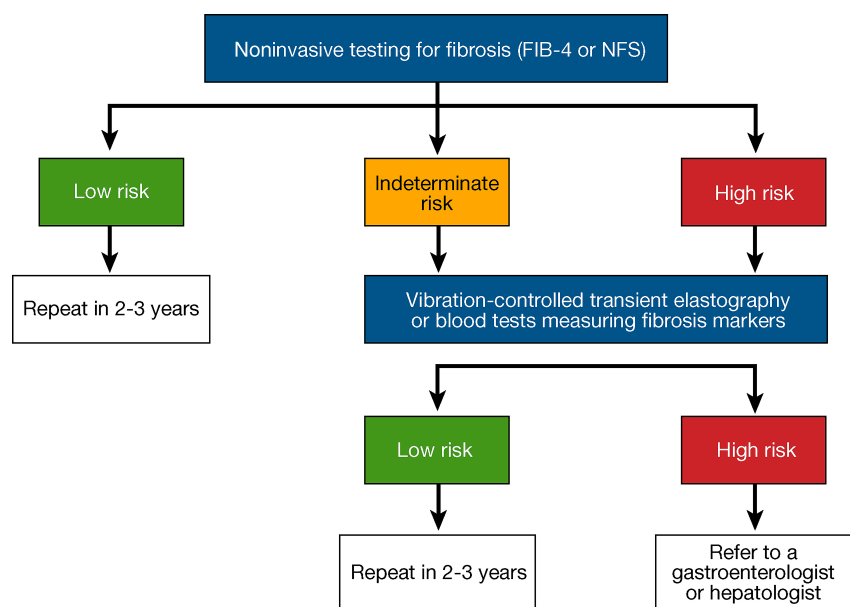 Noninvasive testing for fibrosis (FIB-4 or NFS)
Low risk
Indeterminate
risk
High risk
Repeat in 2-3 years
Vibration-controlled transient elastography
or blood tests measuring fibrosis markers
Low risk
High risk
Repeat in 2-3 years
Refer to a
gastroenterologist
or hepatologist